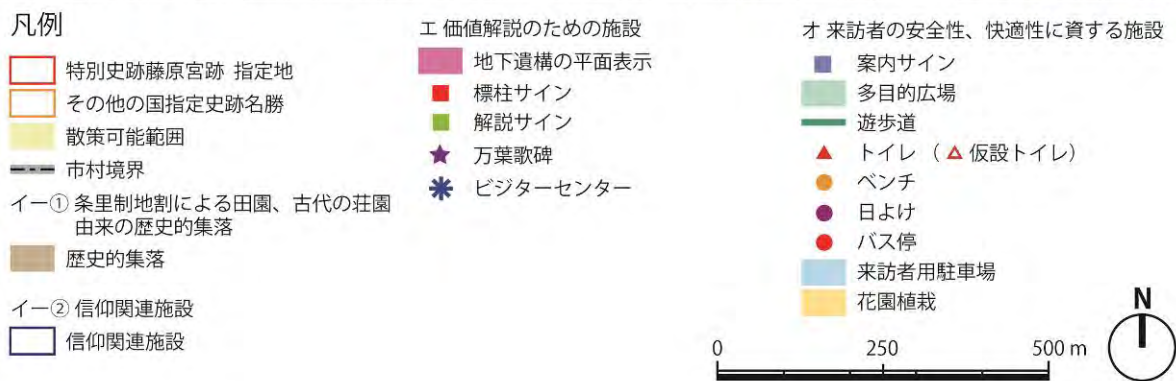 凡例
特別史跡藤原宮跡 指定地
その他の国指定史跡名勝
散策可能範囲
市村境界
イー① 条里制地割による田園、古代の荘園
由来の歴史的集落
歴史的集落
イー② 信仰関連施設
信仰関連施設
エ 価値解説のための施設
地下遺構の平面表示
標柱サイン
解説サイン
万葉歌碑
ビジターセンター
オ 来訪者の安全性、快適性に資する施設
案内サイン
多目的広場
遊歩道
トイレ ( 仮設トイレ)
ベンチ
日よけ
バス停
来訪者用駐車場
花園植栽
N
0 250 500 m